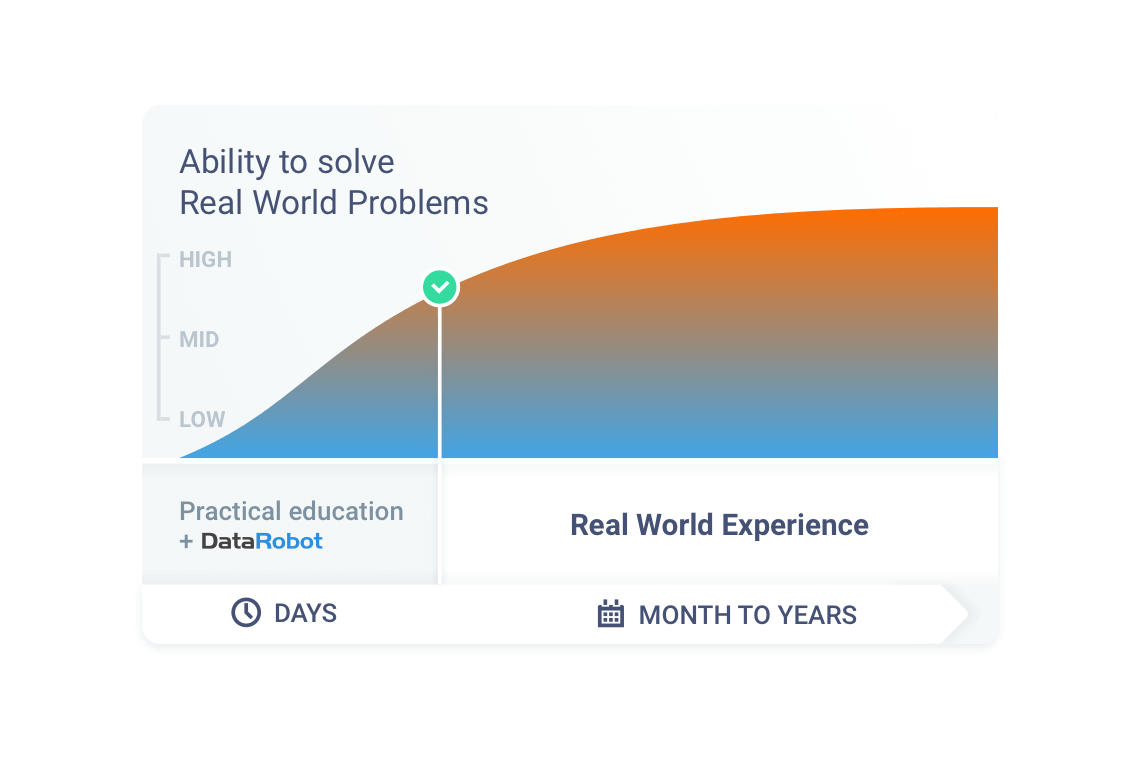 Ability to solve
Real World Problems
HIGH
MID
LOW
Practical education
+ DataRobot
Real World Experience
DAYS
MONTH TO YEARS